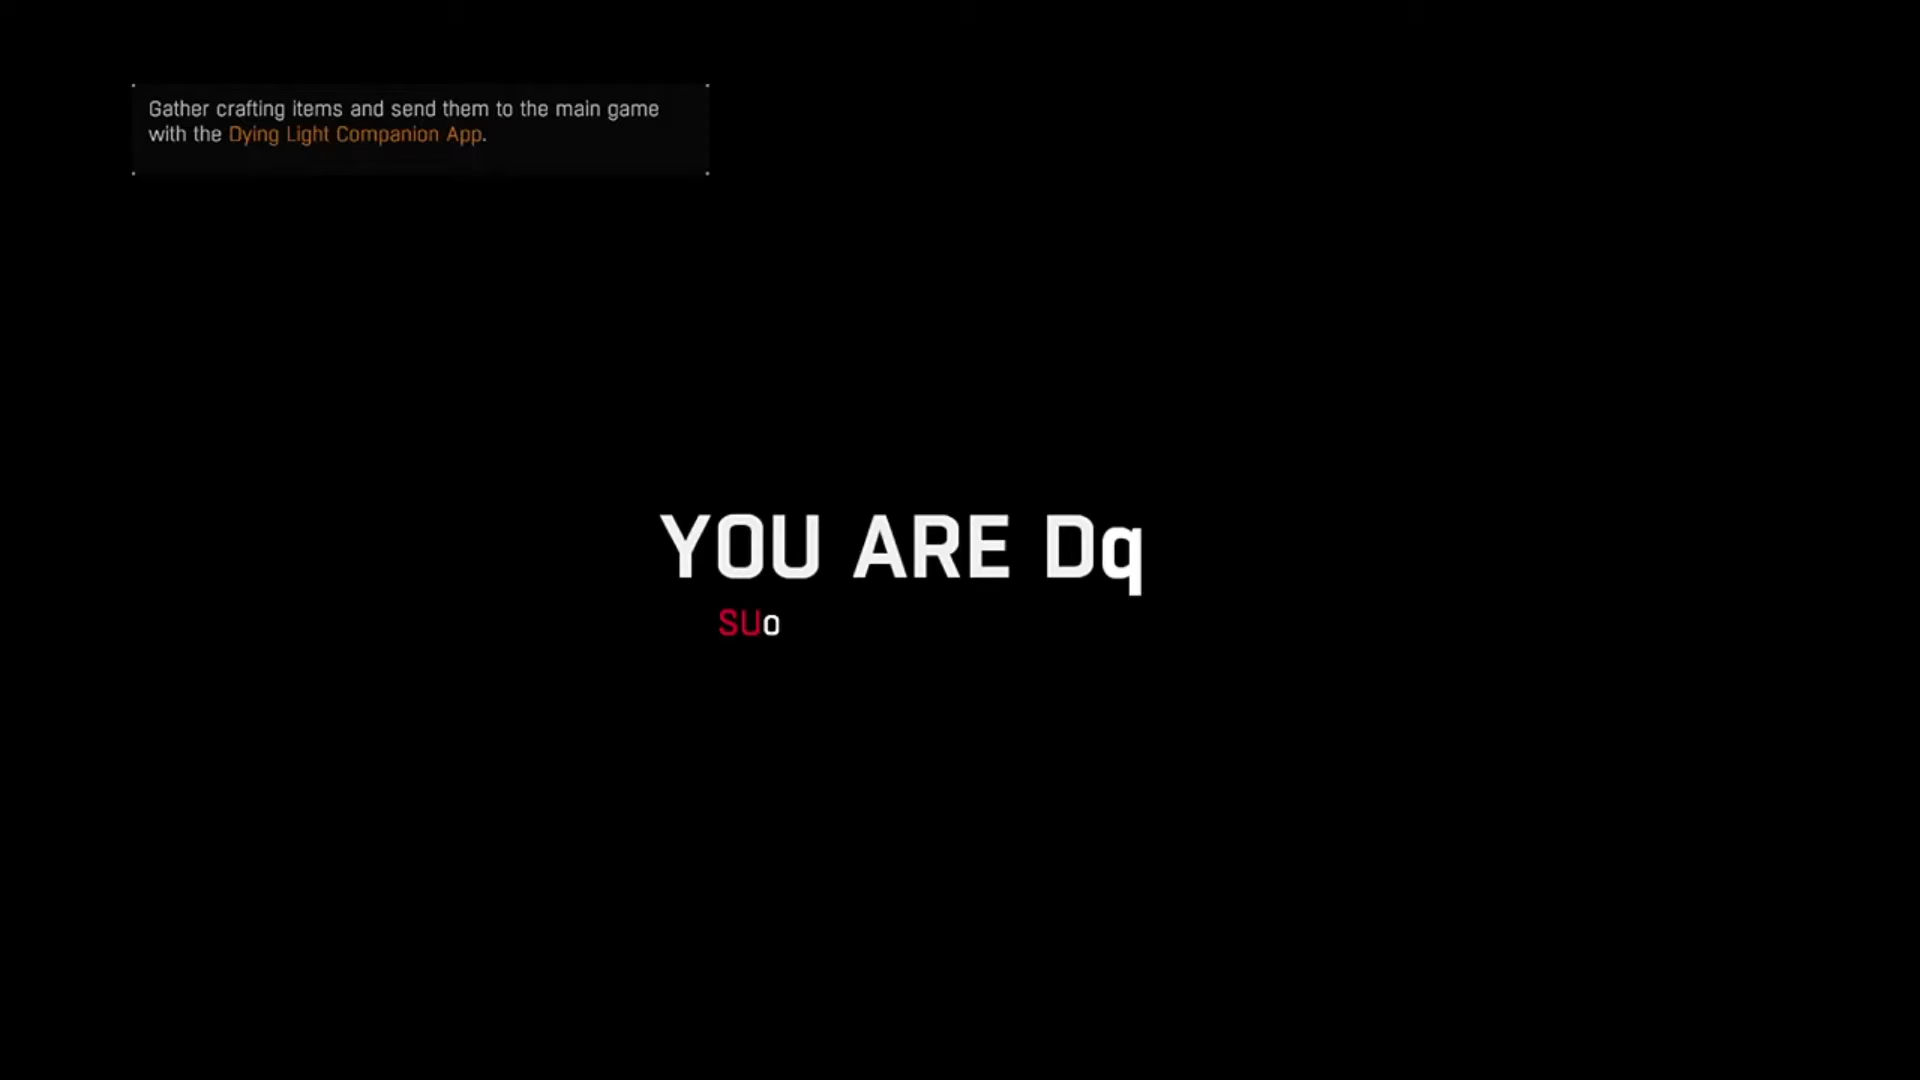 Gather crafting items and send them to the main game
with the Dying Light Companion App.
YOU ARE Dq
SUo